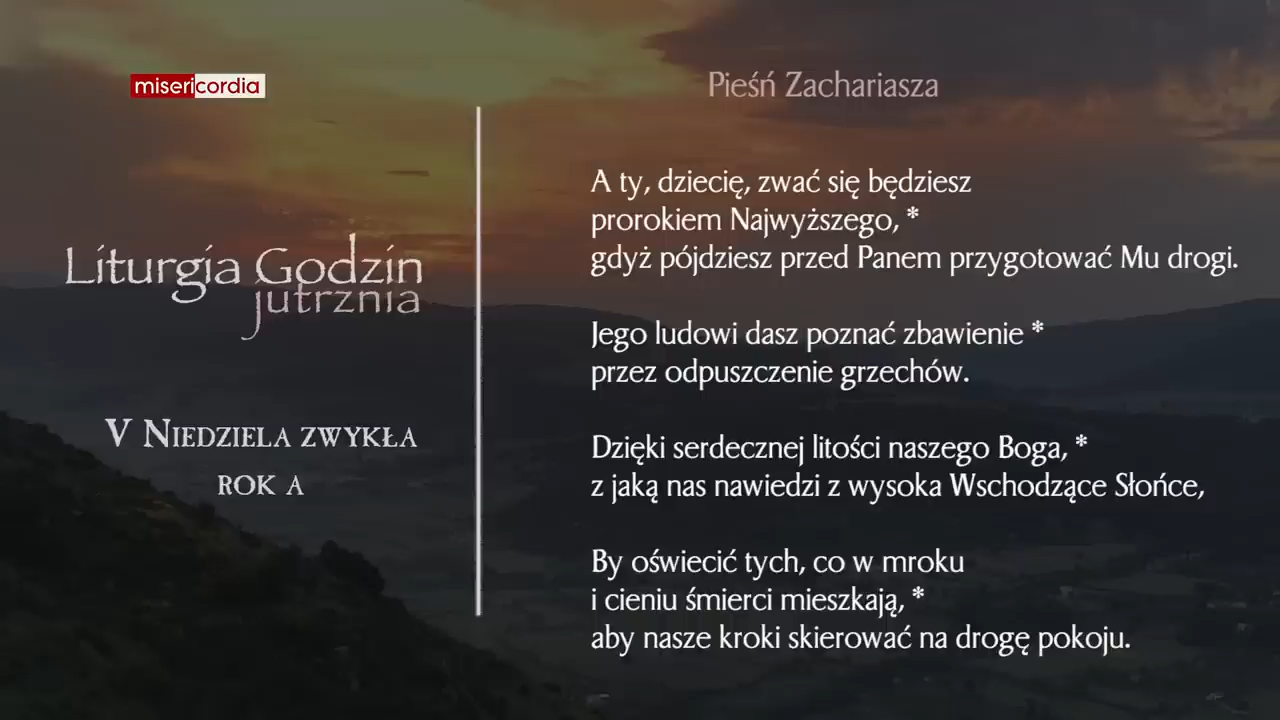 misericordia
Liturgia Godzin
jutrznia
V Niedziela zwykła
rok A
Pieśń Zachariasza
A ty, dziecię, zwać się będziesz
prorokiem Najwyższego, *
gdyż pójdziesz przed Panem przygotować Mu drogi.
Jego ludowi dasz poznać zbawienie *
przez odpuszczenie grzechów.
Dzięki serdecznej litości naszego Boga, *
z jaką nas nawiedzi z wysoka Wschodzące Słońce,
By oświecić tych, co w mroku
i cieniu śmierci mieszkają, *
aby nasze kroki skierować na drogę pokoju.